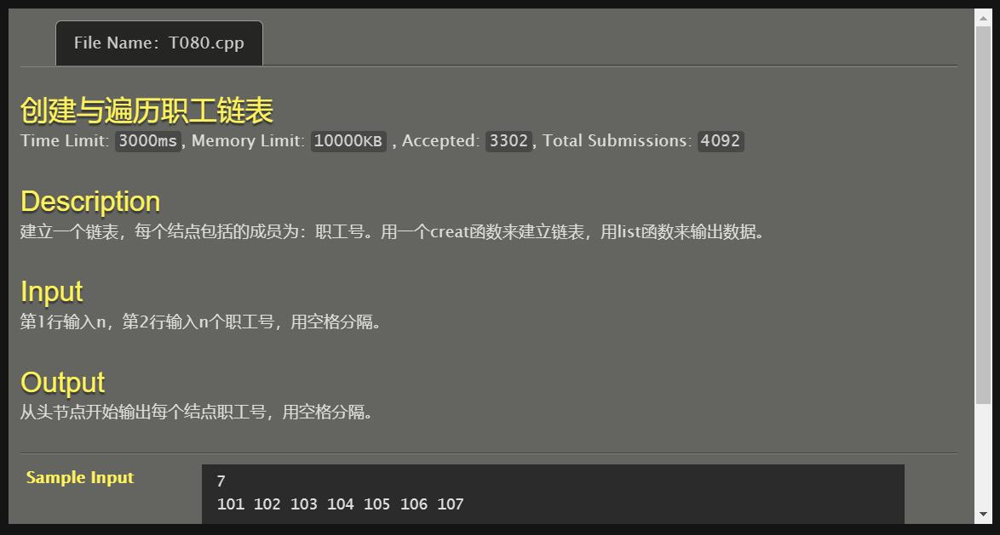 File Name：T080.cpp
创建与遍历职工链表
Time Limit: 3000ms, Memory Limit: 10000KB , Accepted: 3302, Total Submissions: 4092
Description
建立一个链表，每个结点包括的成员为：职工号。用一个creat函数来建立链表，用list函数来输出数据。
Input
第1行输入n，第2行输入n个职工号，用空格分隔。
Output
从头节点开始输出每个结点职工号，用空格分隔。
Sample Input
7
101 102 103 104 105 106 107